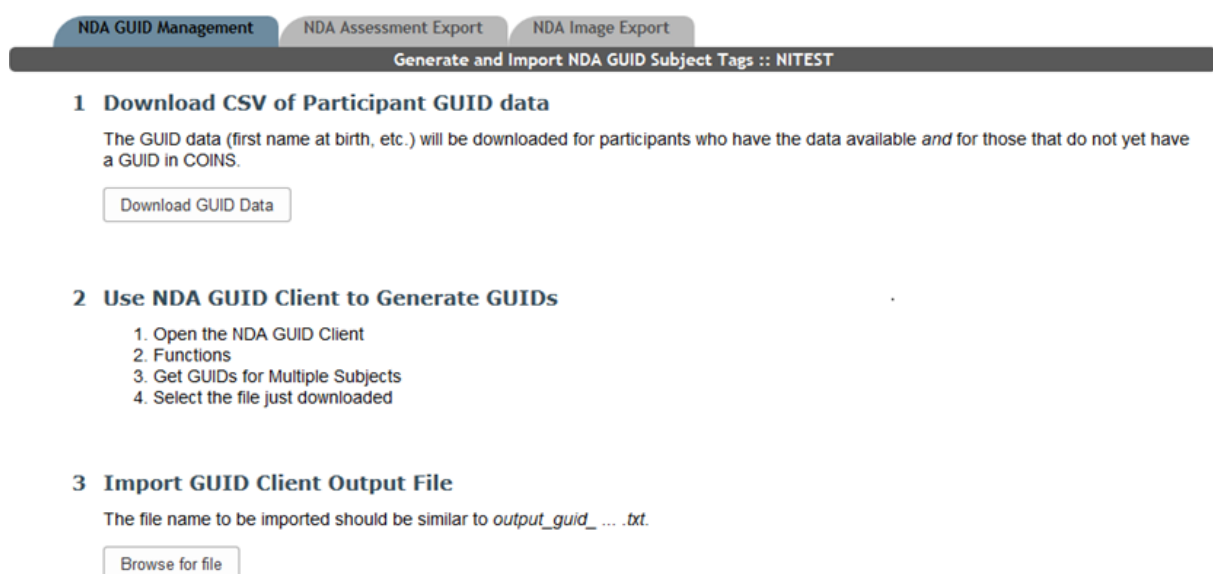 NDA GUID Management NDA Assessment Export NDA Image Export
Generate and Import NDA GUID Subject Tags :: NITEST
1 Download CSV of Participant GUID data
The GUID data (first name at birth, etc.) will be downloaded for participants who have the data available and for those that do not yet have
a GUID in COINS.
Download GUID Data
2 Use NDA GUID Client to Generate GUIDs
1. Open the NDA GUID Client
2. Functions
3. Get GUIDs for Multiple Subjects
4. Select the file just downloaded
3 Import GUID Client Output File
The file name to be imported should be similar to output_guid_ ... .txt.
Browse for file